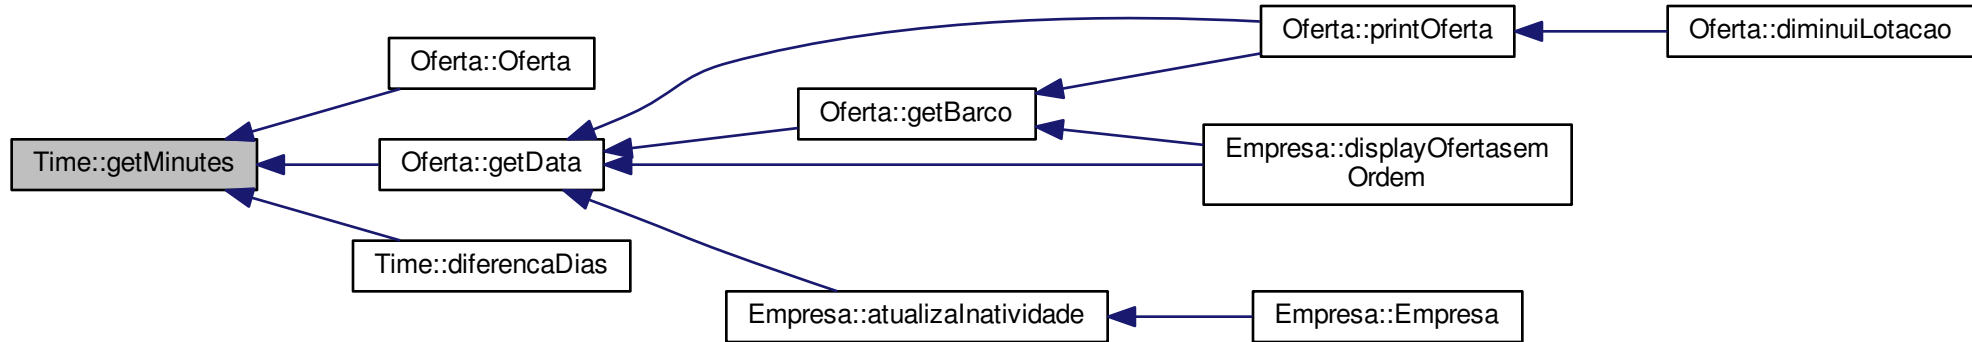 Time::getMinutes
Oferta::Oferta
Oferta::getData
Time::diferencaDias
Oferta::getBarco
Empresa::atualizaInatividade
Oferta::printOferta
Empresa::displayOfertasem
Ordem
Empresa::Empresa
Oferta::diminuiLotacao